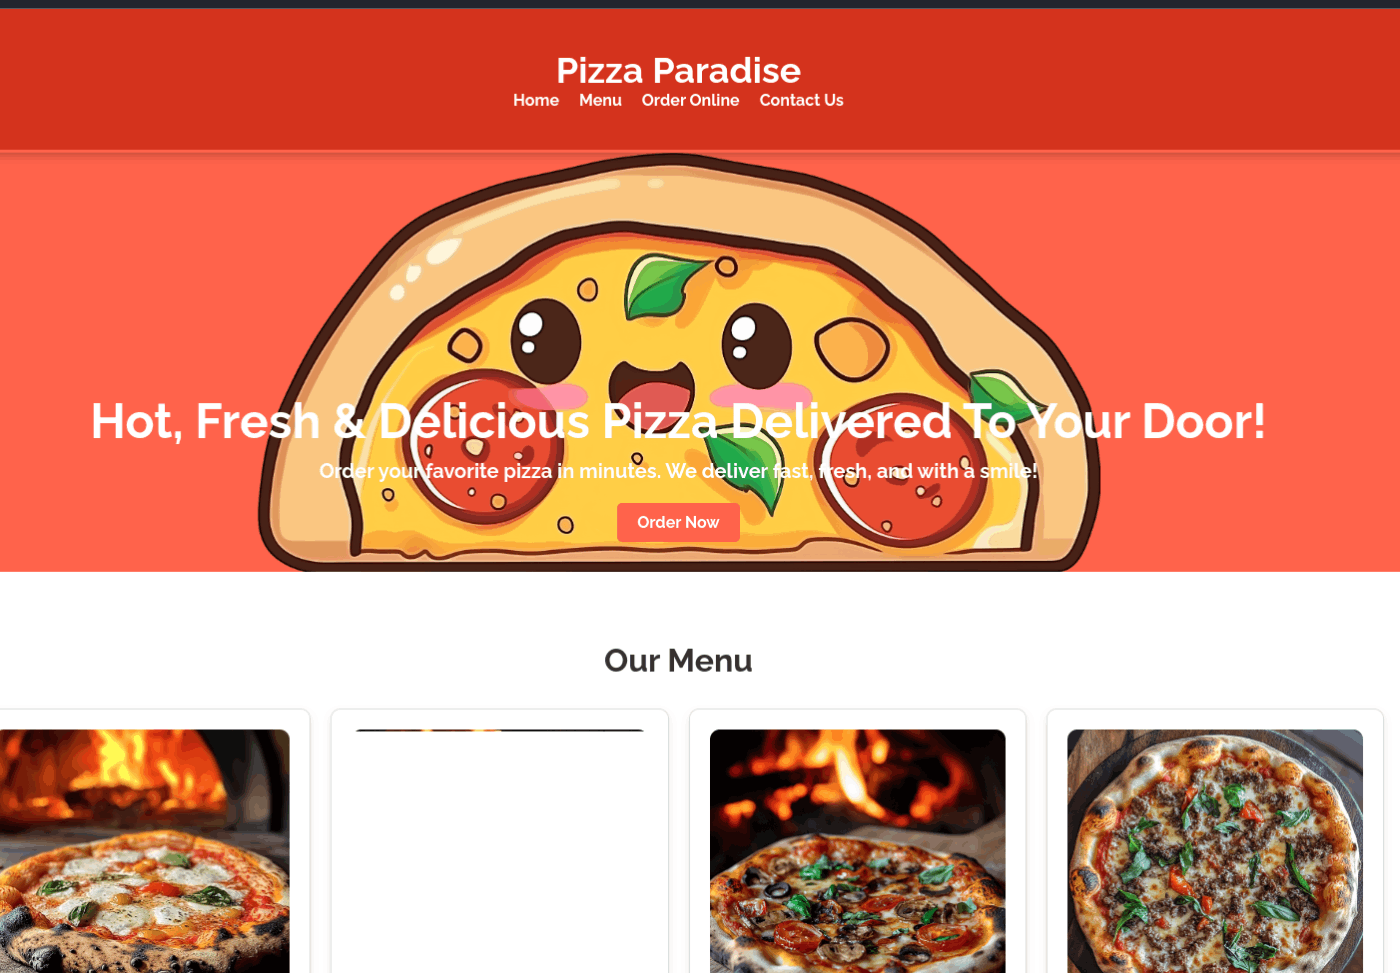 Pizza Paradise
Home Menu Order Online Contact Us
Hot, Fresh & Delicious Pizza Delivered To Your Door!
Order your favorite pizza in minutes. We deliver fast, fresh, and with a smile!
Order Now
Our Menu